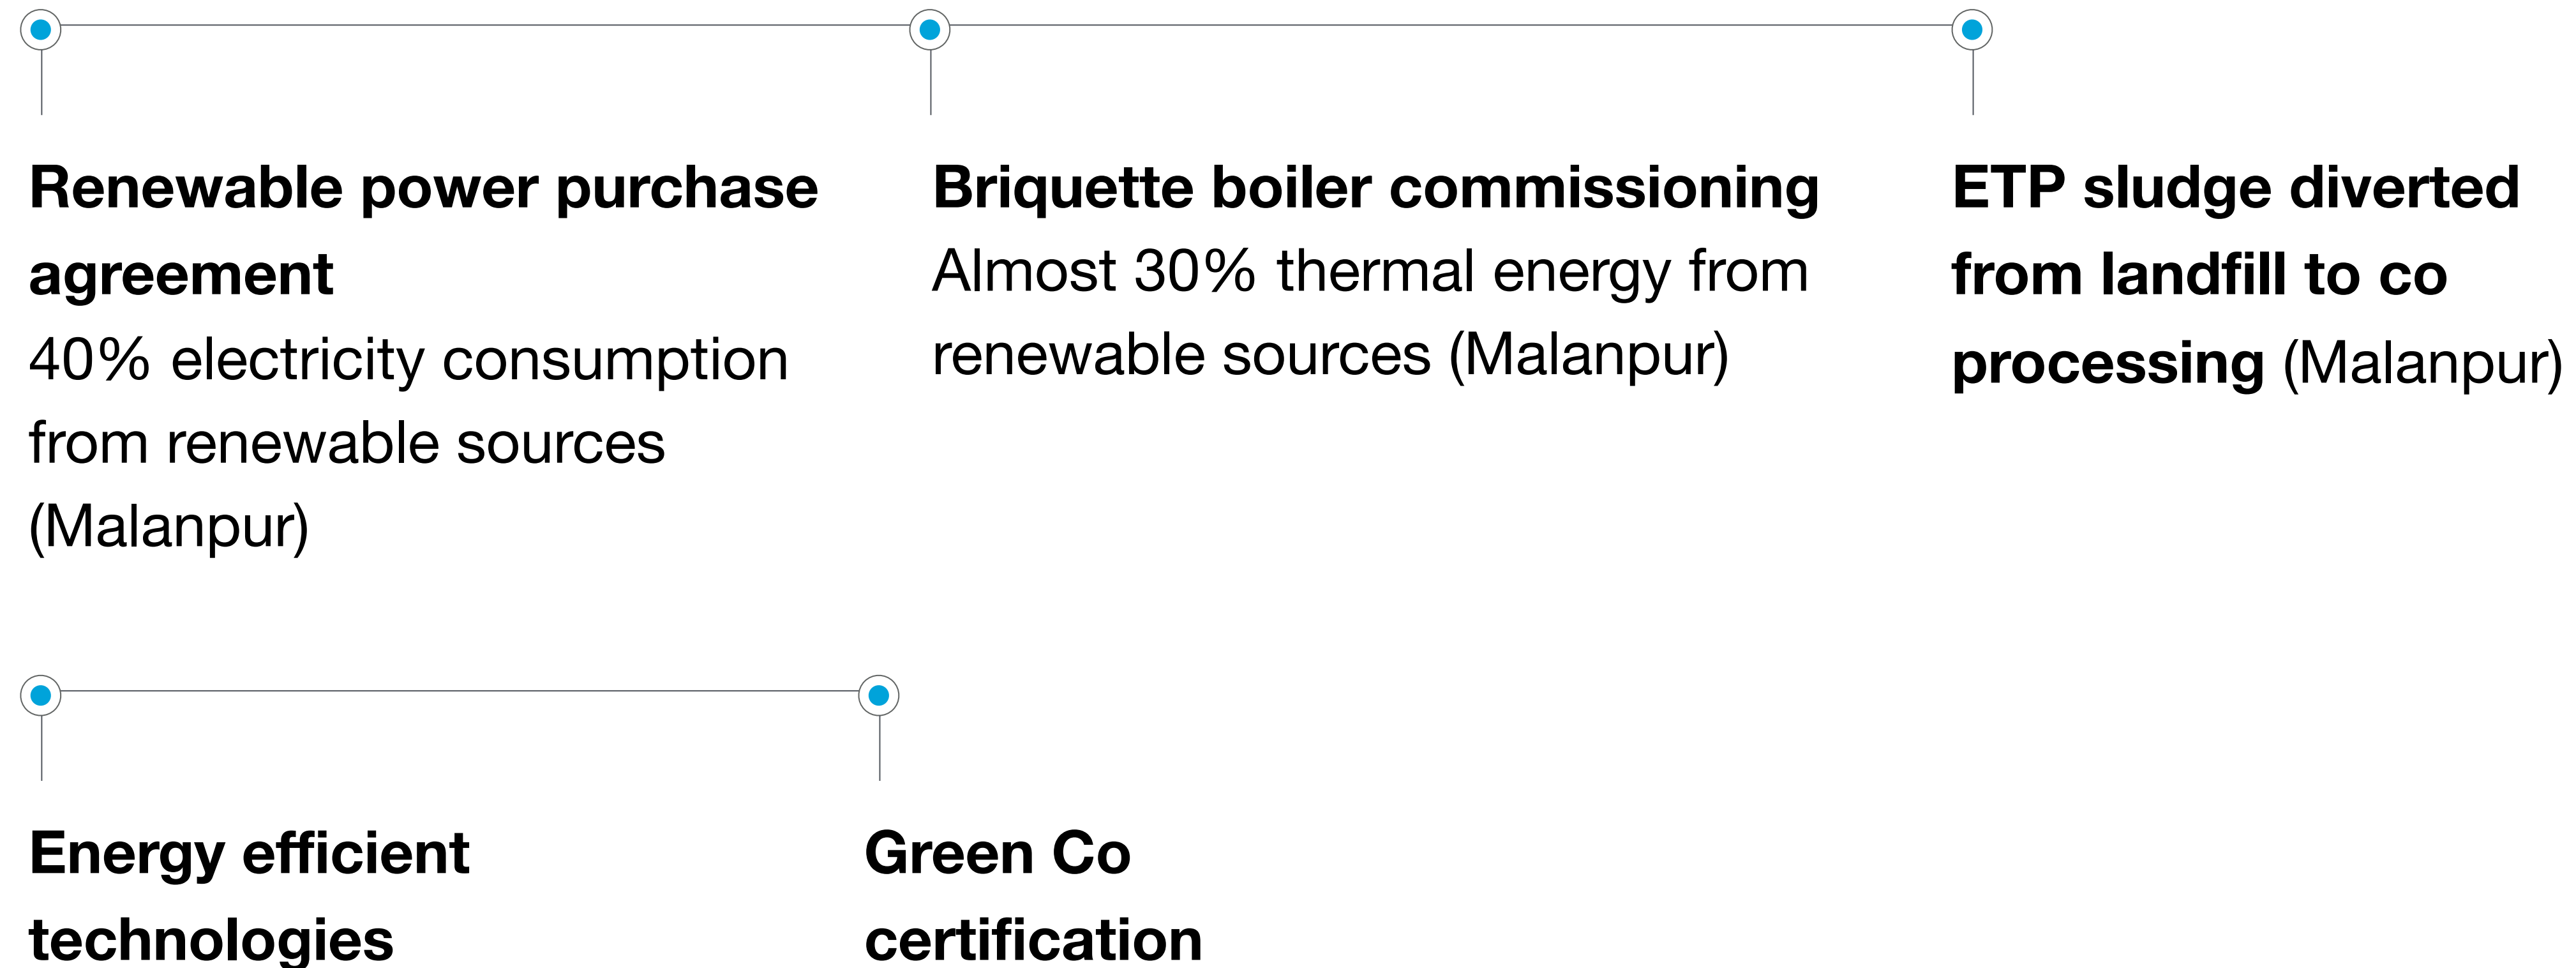 Renewable power purchase
agreement
40% electricity consumption
from renewable sources
(Malanpur)
Briquette boiler commissioning
Almost 30% thermal energy from
renewable sources (Malanpur)
ETP sludge diverted
from landfill to co
processing (Malanpur)
Energy efficient
technologies
Green Co
certification